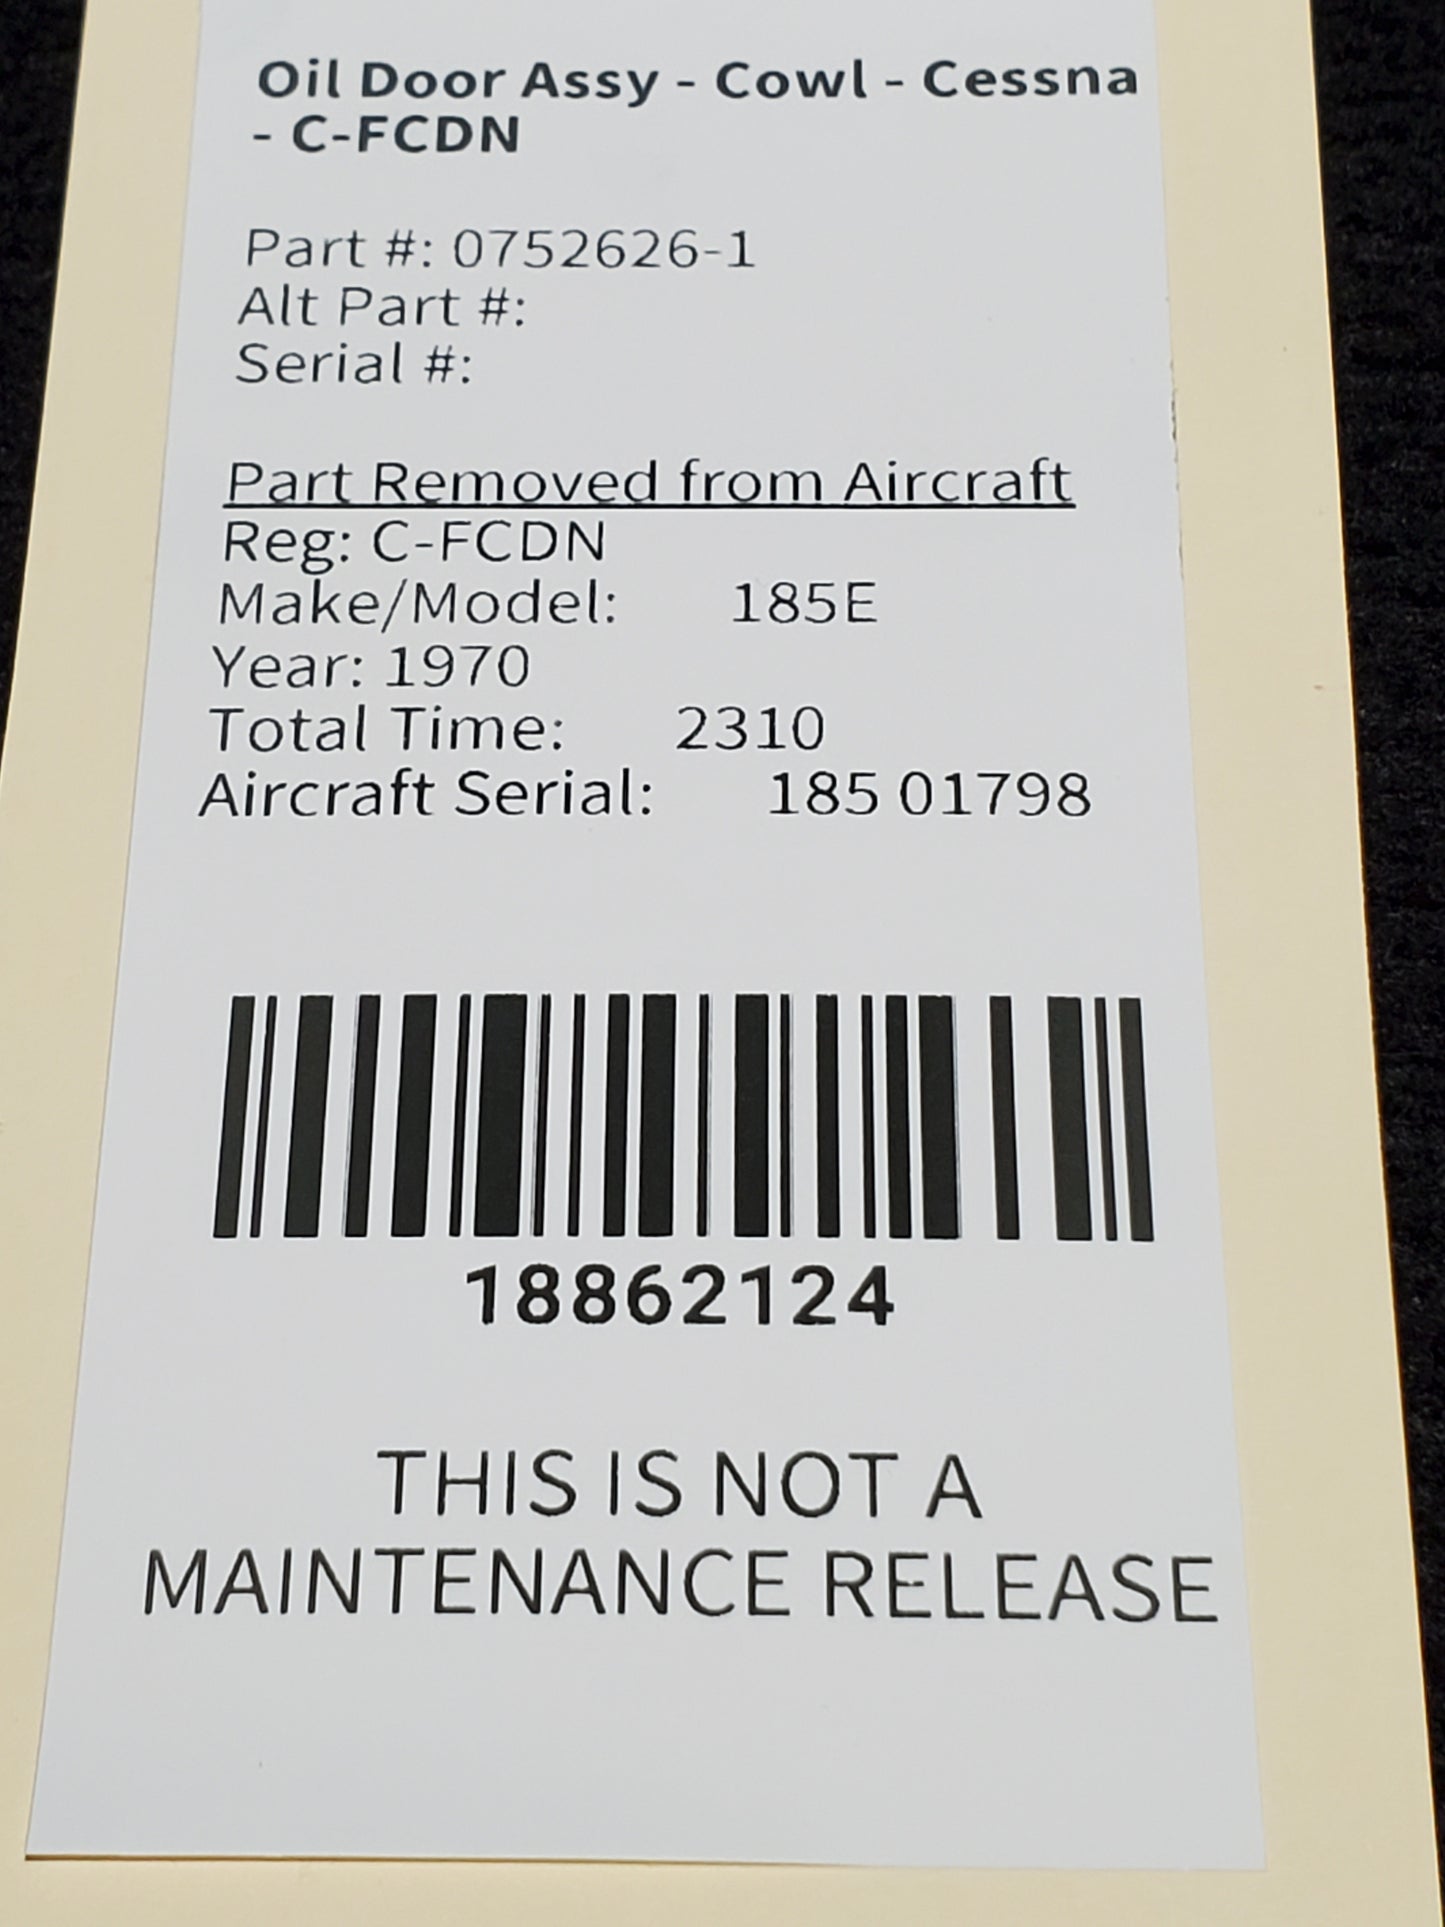 Oil Door Assy - Cowl - Cessna
- C-FCDN
Part #: 0752626-1
Alt Part #:
Serial #:
Part Removed from Aircraft
Reg: C-FCDN
Make/Model: 185E
Year: 1970
Total Time: 2310
Aircraft Serial: 185 01798
18862124
THIS IS NOT A
MAINTENANCE RELEASE